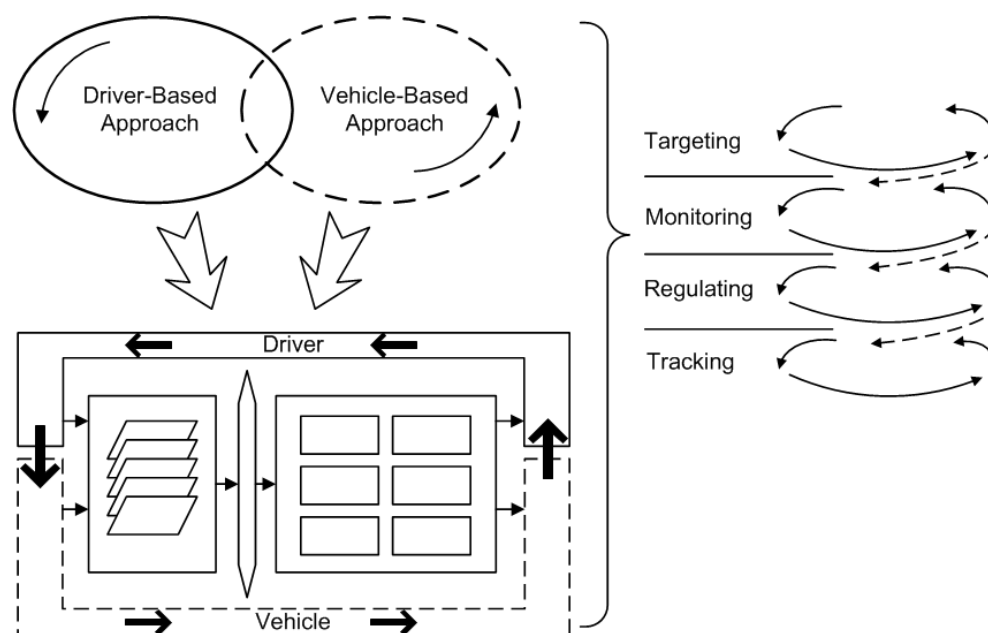 Driver-Based
Approach
Vehicle-Based
Approach
Targeting
Monitoring
Regulating
Tracking
Driver
Vehicle